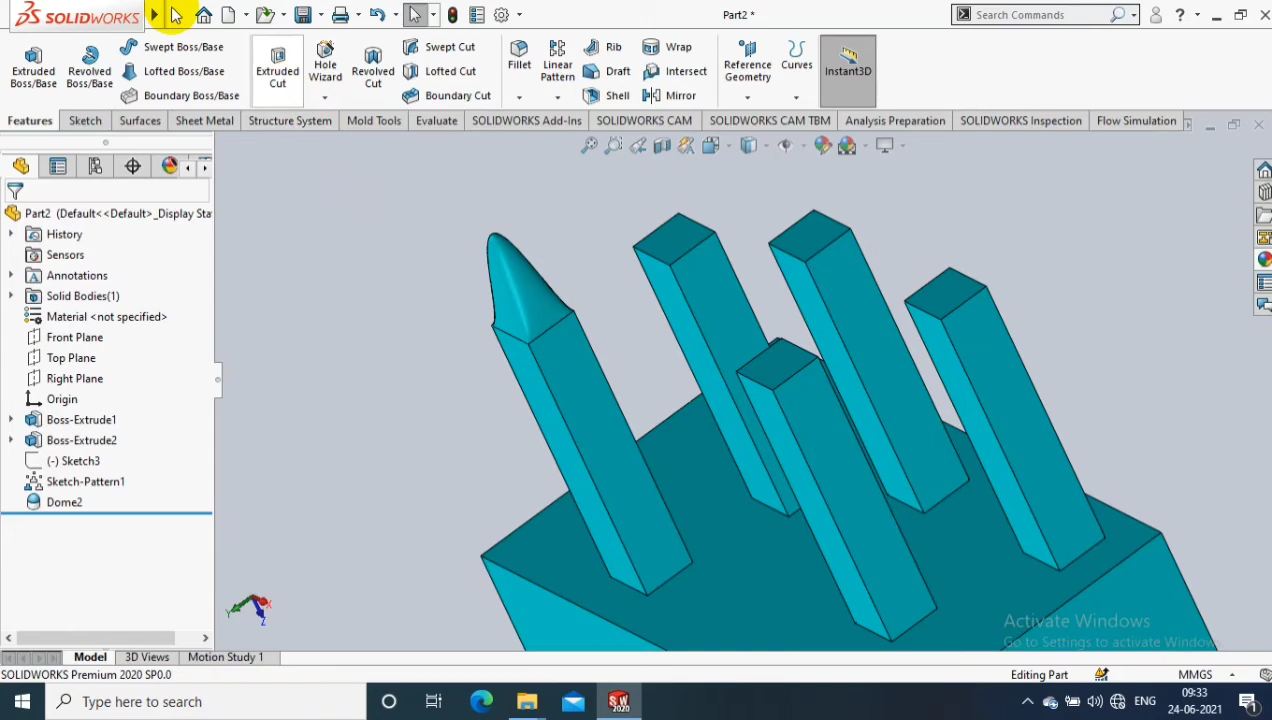 SOLIDWORKS
Part2 *
Search Commands
Extruded Boss/Base
Revolved Boss/Base
Swept Boss/Base
Lofted Boss/Base
Boundary Boss/Base
Extruded Cut
Hole Wizard
Revolved Cut
Swept Cut
Lofted Cut
Boundary Cut
Fillet
Linear Pattern
Rib
Draft
Shell
Wrap
Intersect
Mirror
Reference Geometry
Curves
Instant3D
Features
Sketch
Surfaces
Sheet Metal
Structure System
Mold Tools
Evaluate
SOLIDWORKS Add-Ins
SOLIDWORKS CAM
SOLIDWORKS CAM TBM
Analysis Preparation
SOLIDWORKS Inspection
Flow Simulation
Part2 (Default<<Default>_Display Sta
History
Sensors
Annotations
Solid Bodies(1)
Material <not specified>
Front Plane
Top Plane
Right Plane
Origin
Boss-Extrude1
Boss-Extrude2
(-) Sketch3
Sketch-Pattern1
Dome2
Y
X
Z
Activate Windows
Go to Settings to activate Windows.
Model
3D Views
Motion Study 1
SOLIDWORKS Premium 2020 SP0.0
Editing Part
MMGS
Type here to search
SW
2020
ENG
09:33
24-06-2021
1